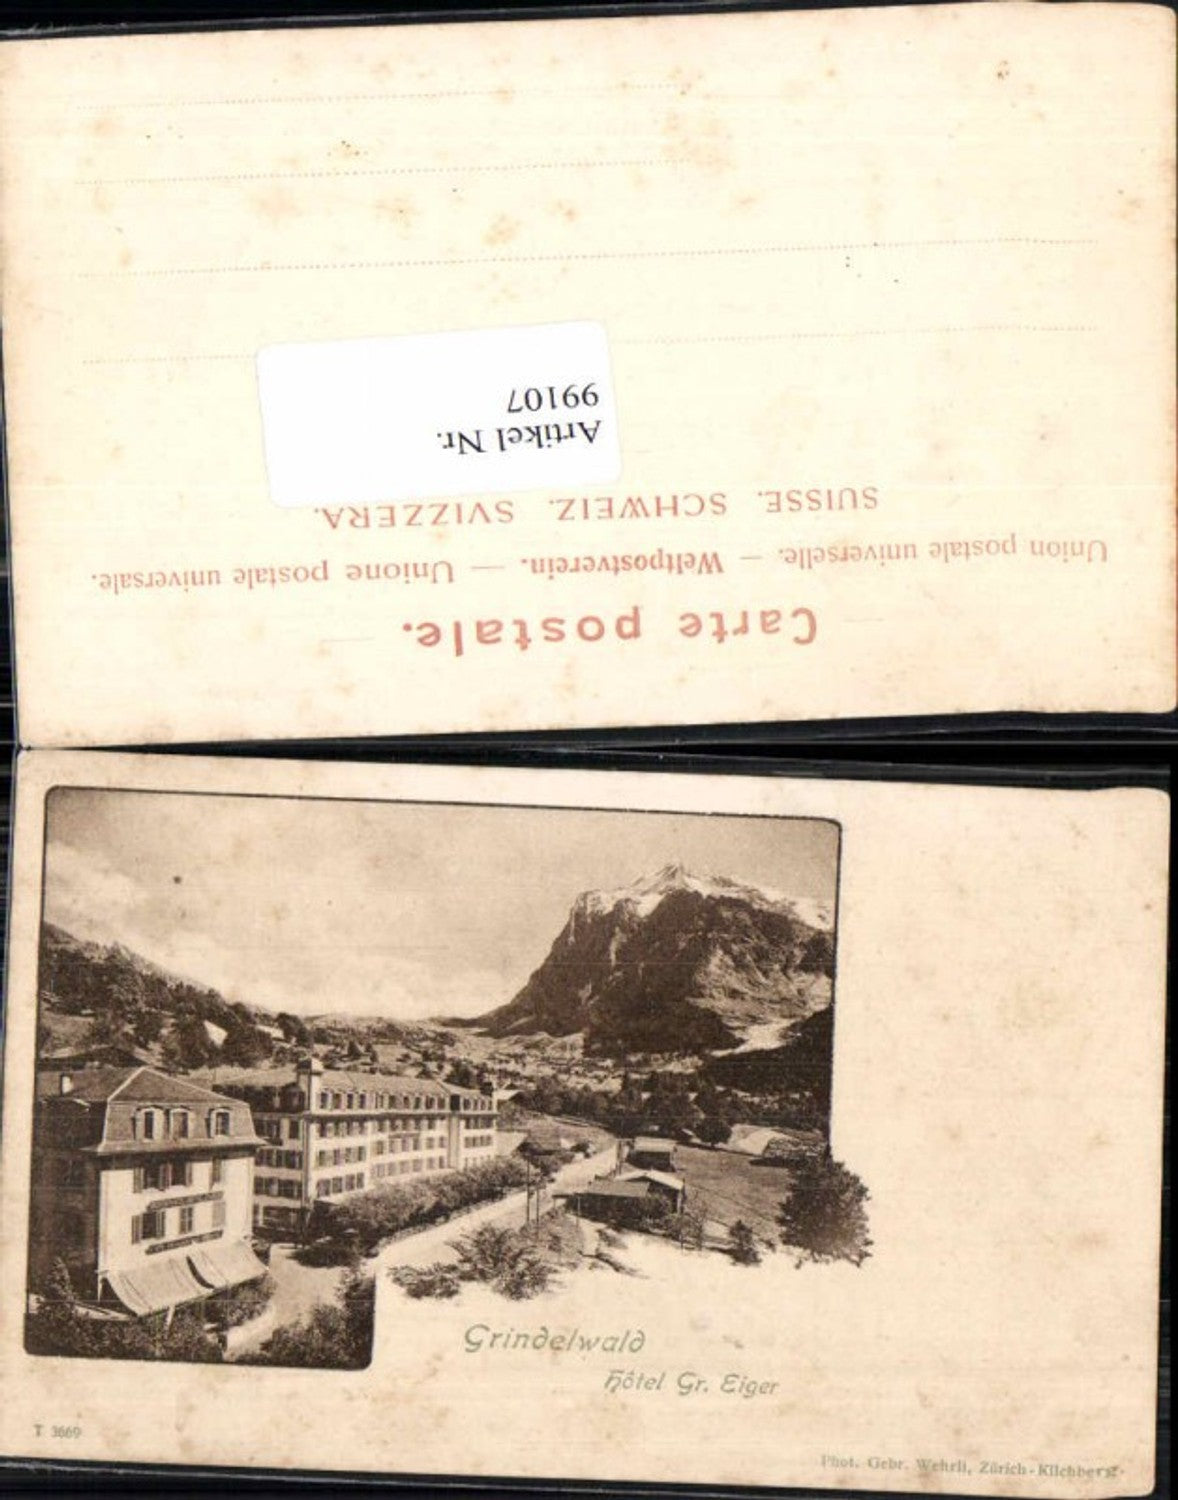 Carte postale.
Union postale universelle. — Weltpostverein. — Unione postale universale.
SUISSE. SCHWEIZ. SVIZZERA.
Artikel Nr.
99107
Grindelwald
Hôtel Gr. Eiger
T 3669
Phot. Gebr. Wehrli, Zürich-Kilchberg